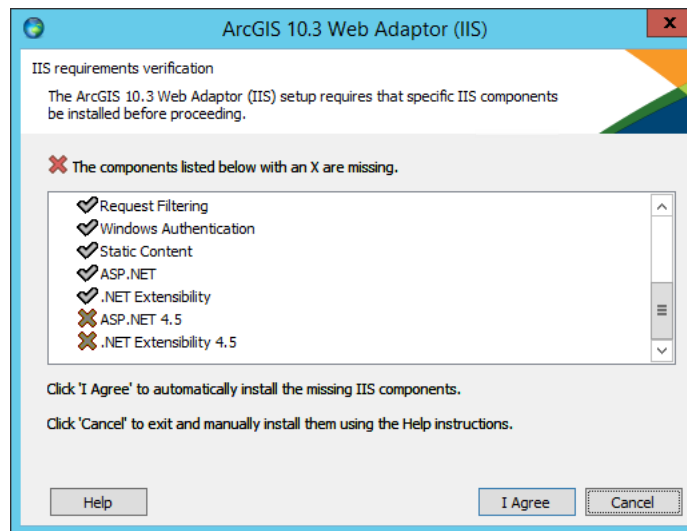 ArcGIS 10.3 Web Adaptor (IIS)
x
IIS requirements verification
The ArcGIS 10.3 Web Adaptor (IIS) setup requires that specific IIS components
be installed before proceeding.
The components listed below with an X are missing.
Request Filtering
Windows Authentication
Static Content
ASP.NET
.NET Extensibility
ASP.NET 4.5
.NET Extensibility 4.5
Click 'I Agree' to automatically install the missing IIS components.
Click 'Cancel' to exit and manually install them using the Help instructions.
Help
I Agree
Cancel